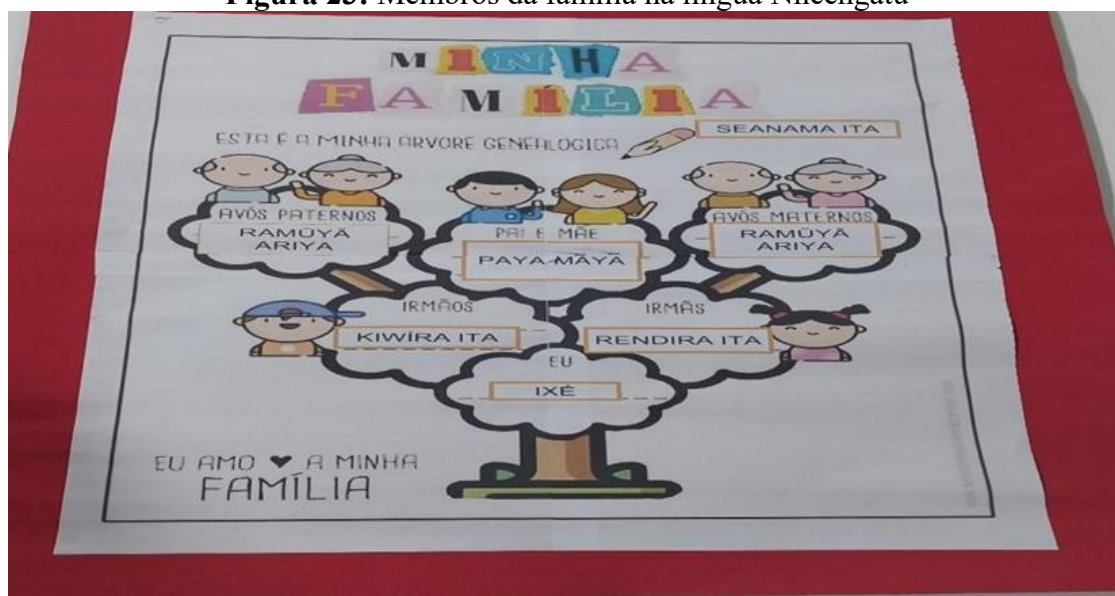 Figura 25: Membros da família na língua Nheengatu
MINHA
FAMÍLIA
ESTA É A MINHA ÁRVORE GENEALÓGICA
SEANAMA ITA
AVÓS PATERNOS
RAMŨYÃ
ARIYA
PAI E MÃE
PAYA-MÃYÃ
AVÓS MATERNOS
RAMŨYÃ
ARIYA
IRMÃOS
KIWÍRA ITA
IRMÃS
RENDIRA ITA
EU
IXÉ
EU AMO ♥ A MINHA
FAMÍLIA